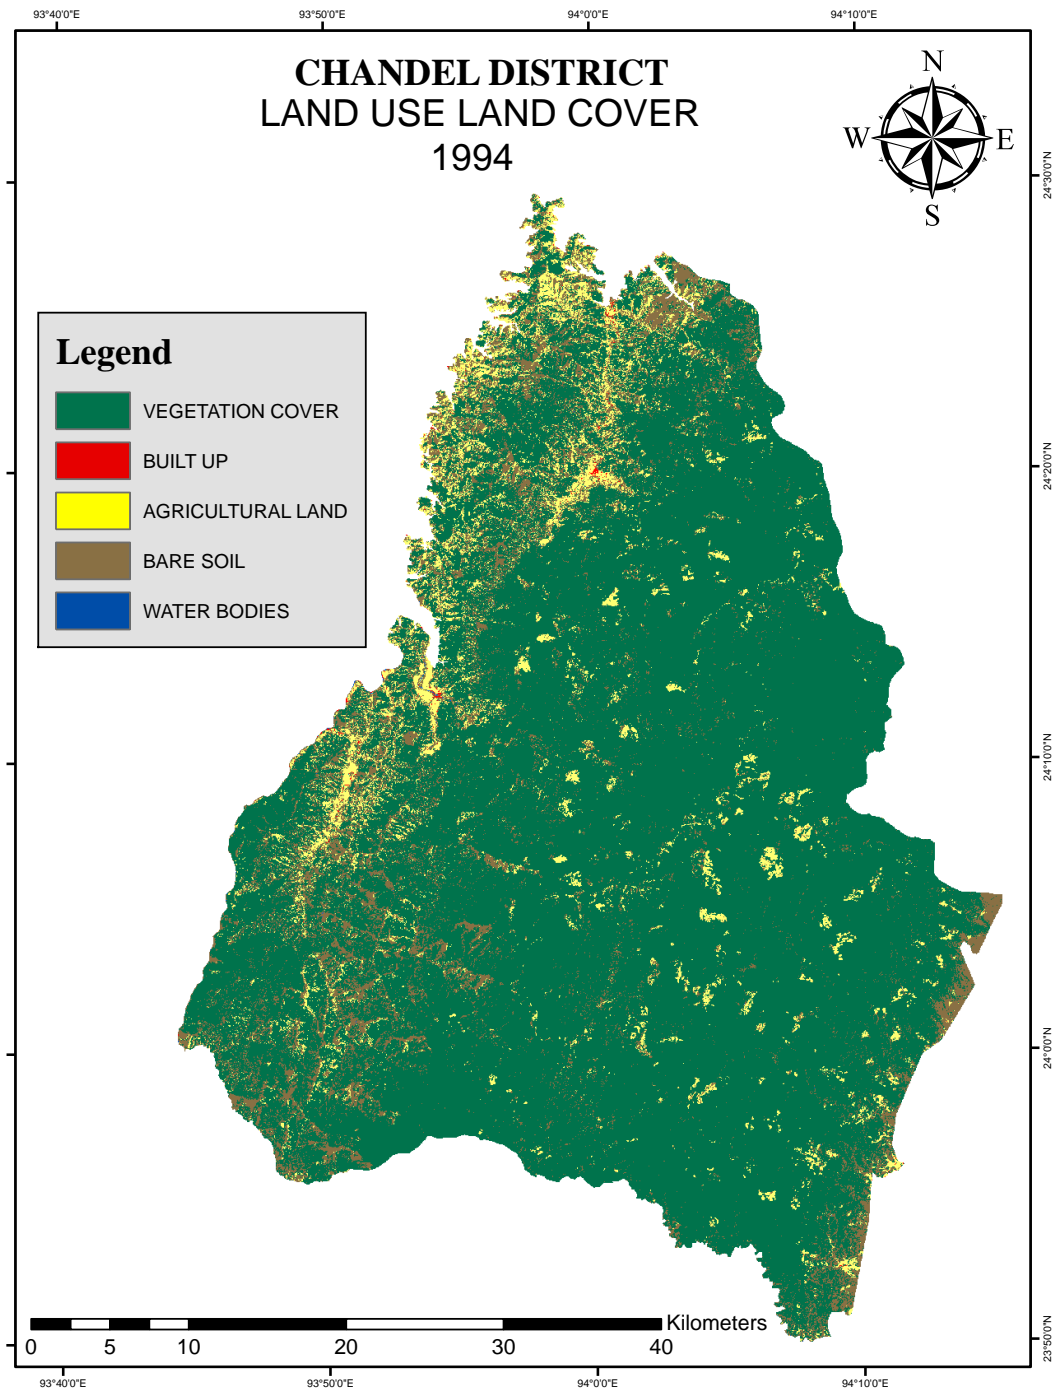 93°40'0"E 93°50'0"E 94°0'0"E 94°10'0"E
CHANDEL DISTRICT
LAND USE LAND COVER
1994
N
W E
S
Legend
VEGETATION COVER
BUILT UP
AGRICULTURAL LAND
BARE SOIL
WATER BODIES
24°30'0"N
24°20'0"N
24°10'0"N
24°0'0"N
23°50'0"N
Kilometers
0 5 10 20 30 40
93°40'0"E 93°50'0"E 94°0'0"E 94°10'0"E